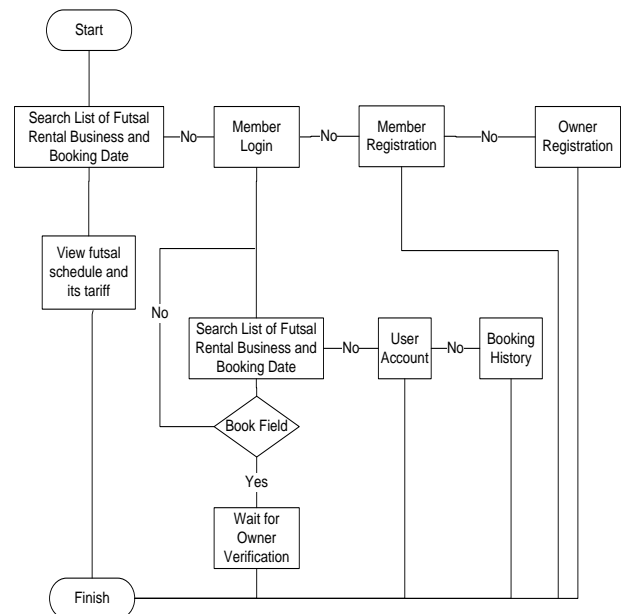 Start
Search List of Futsal
Rental Business and
Booking Date
No
Member
Login
No
Member
Registration
No
Owner
Registration
View futsal
schedule and
its tariff
No
Search List of Futsal
Rental Business and
Booking Date
No
User
Account
No
Booking
History
Book Field
Yes
Wait for
Owner
Verification
Finish